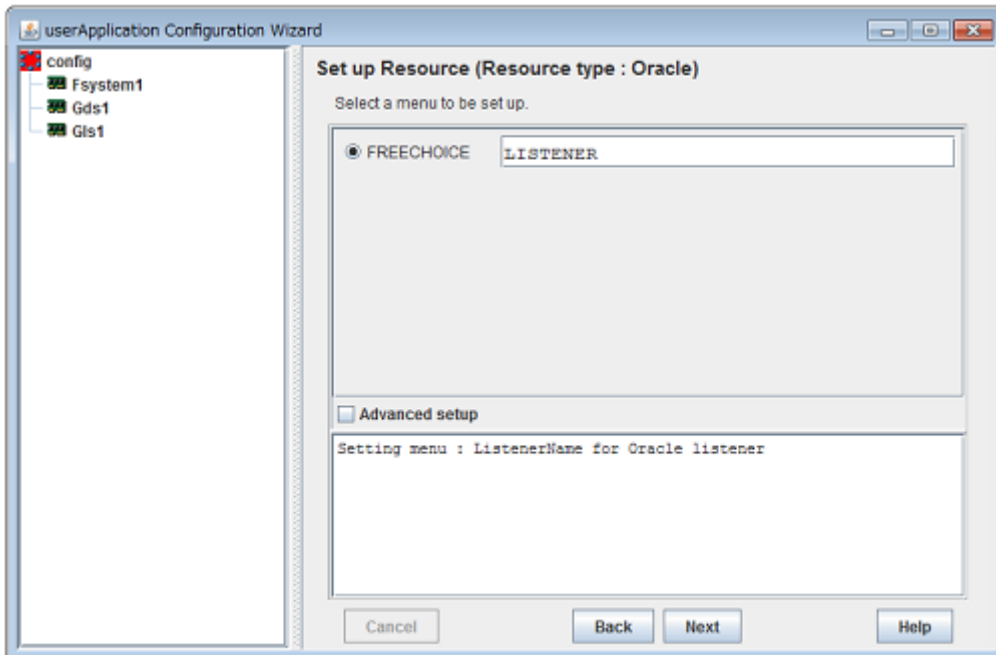 userApplication Configuration Wizard
config
Fsystem1
Gds1
Gls1
Set up Resource (Resource type : Oracle)
Select a menu to be set up.
FREECHOICE
LISTENER
Advanced setup
Setting menu : ListenerName for Oracle listener
Cancel
Back
Next
Help